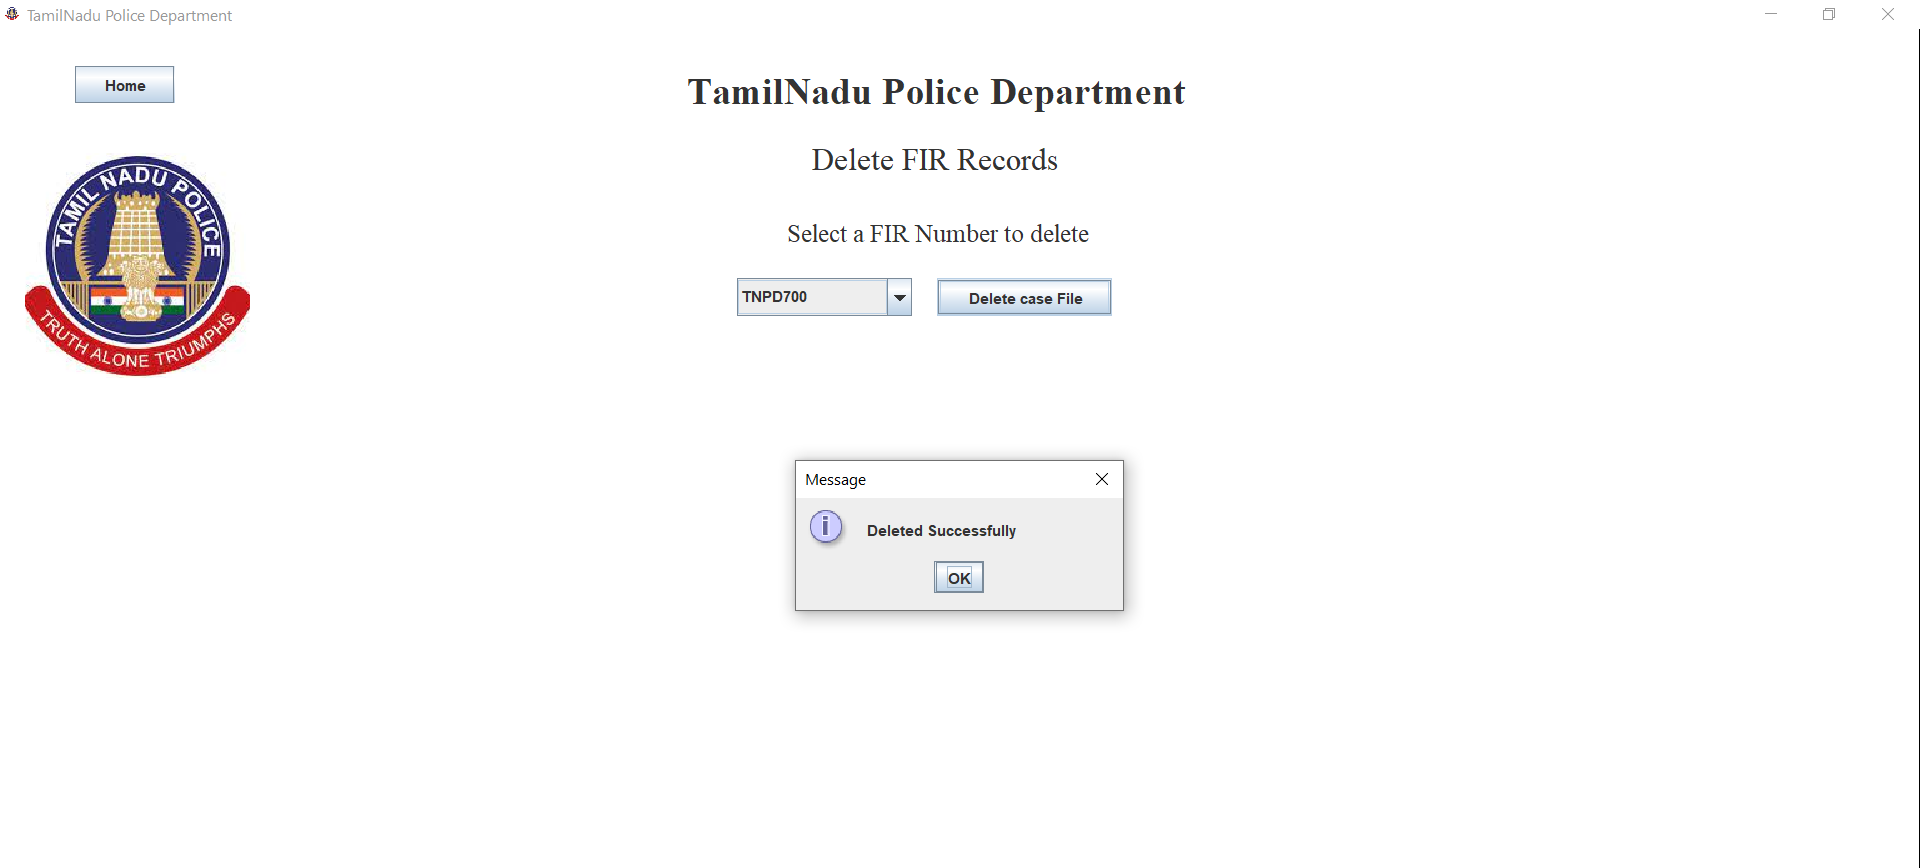 TamilNadu Police Department
Home
TamilNadu Police Department
Delete FIR Records
TAMIL NADU POLICE
TRUTH ALONE TRIUMPHS
Select a FIR Number to delete
TNPD700
Delete case File
Message
i
Deleted Successfully
OK